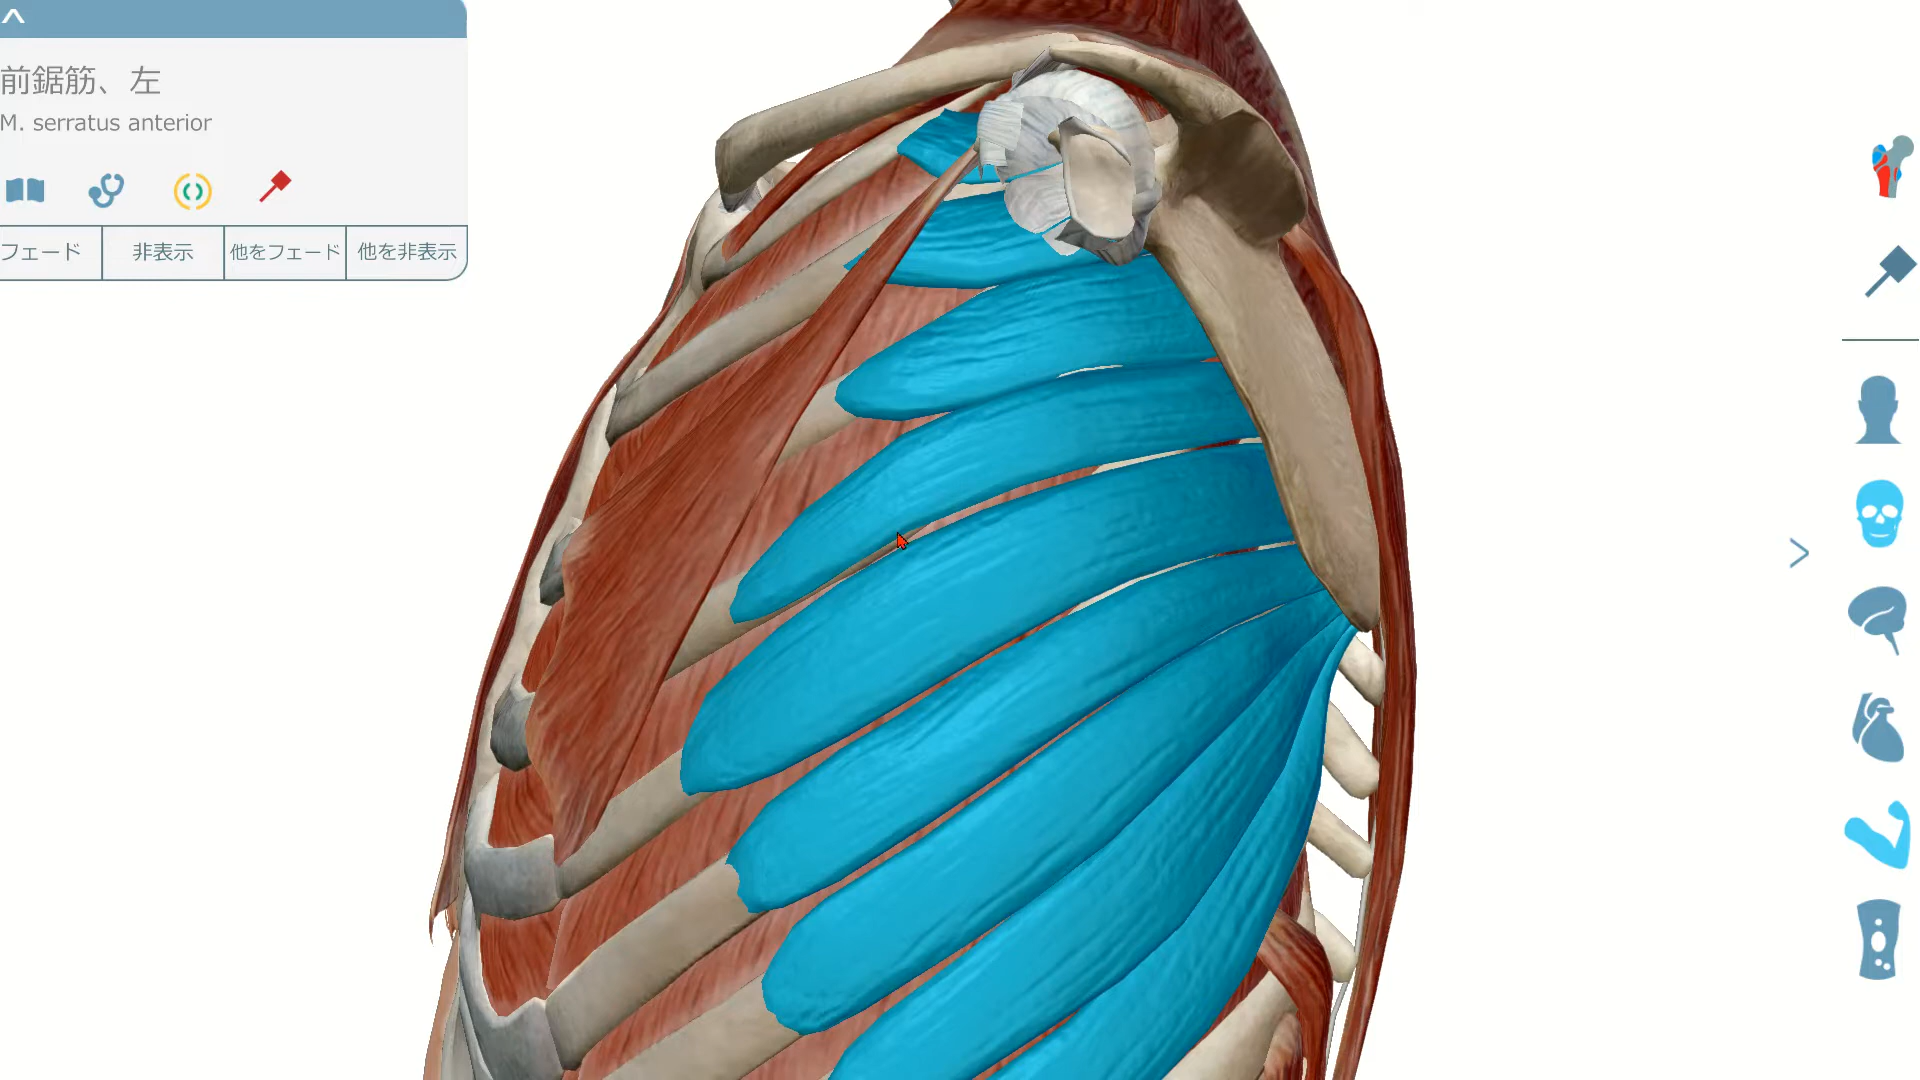 前鋸筋、左
M. serratus anterior
フェード
非表示
他をフェード
他を非表示